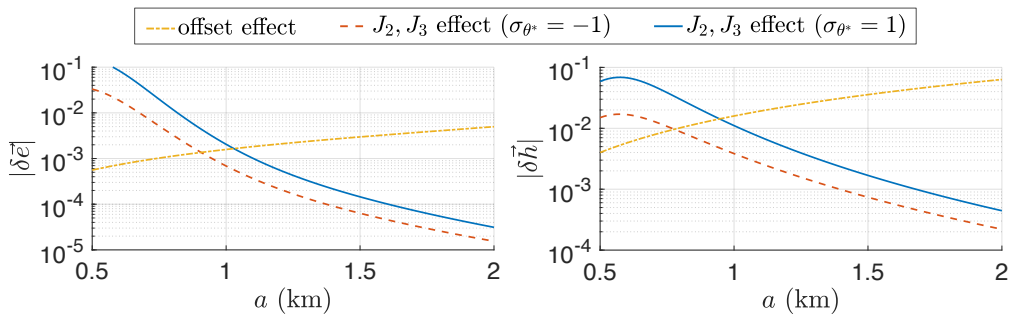 offset effect J₂, J₃ effect (σ_θ* = −1) J₂, J₃ effect (σ_θ* = 1)
10⁻¹
10⁻²
10⁻³
10⁻⁴
10⁻⁵
|δe⃗|
0.5 1 1.5 2
a (km)
10⁻¹
10⁻²
10⁻³
10⁻⁴
|δh⃗|
0.5 1 1.5 2
a (km)